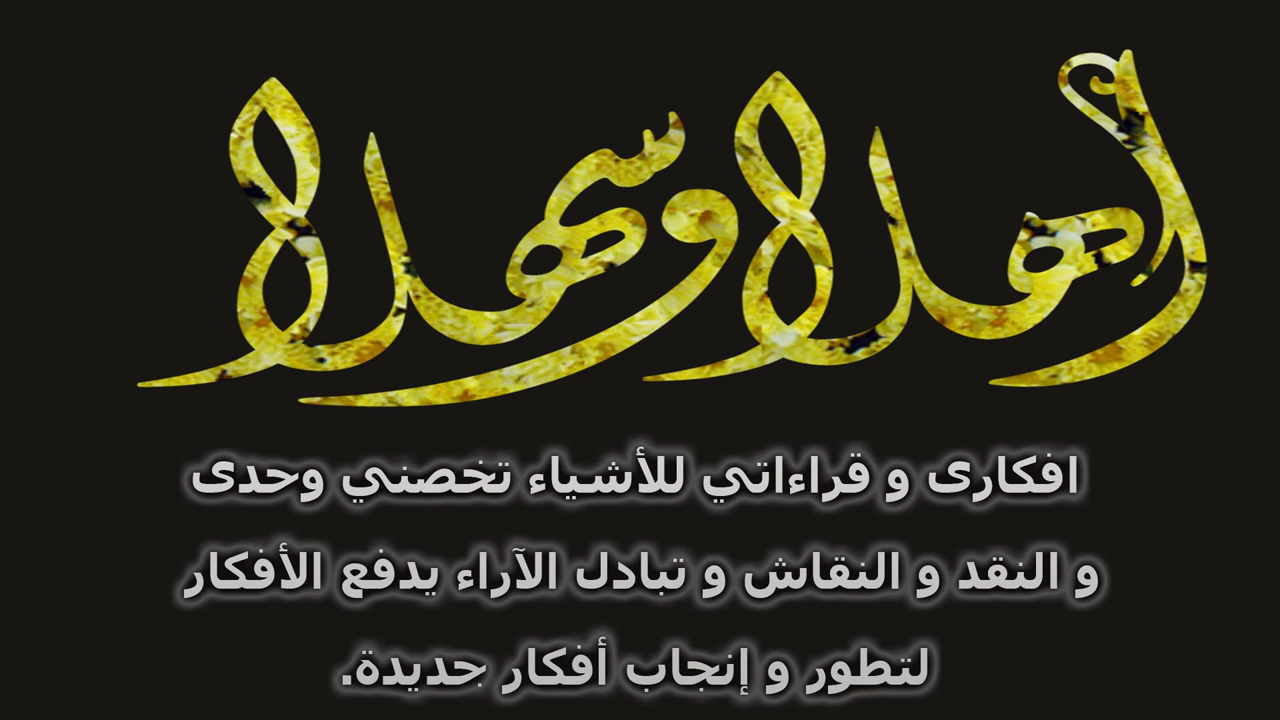 أهلا وسهلا
افكارى و قراءاتي للأشياء تخصني وحدى
و النقد و النقاش و تبادل الآراء يدفع الأفكار
لتطور و إنجاب أفكار جديدة.